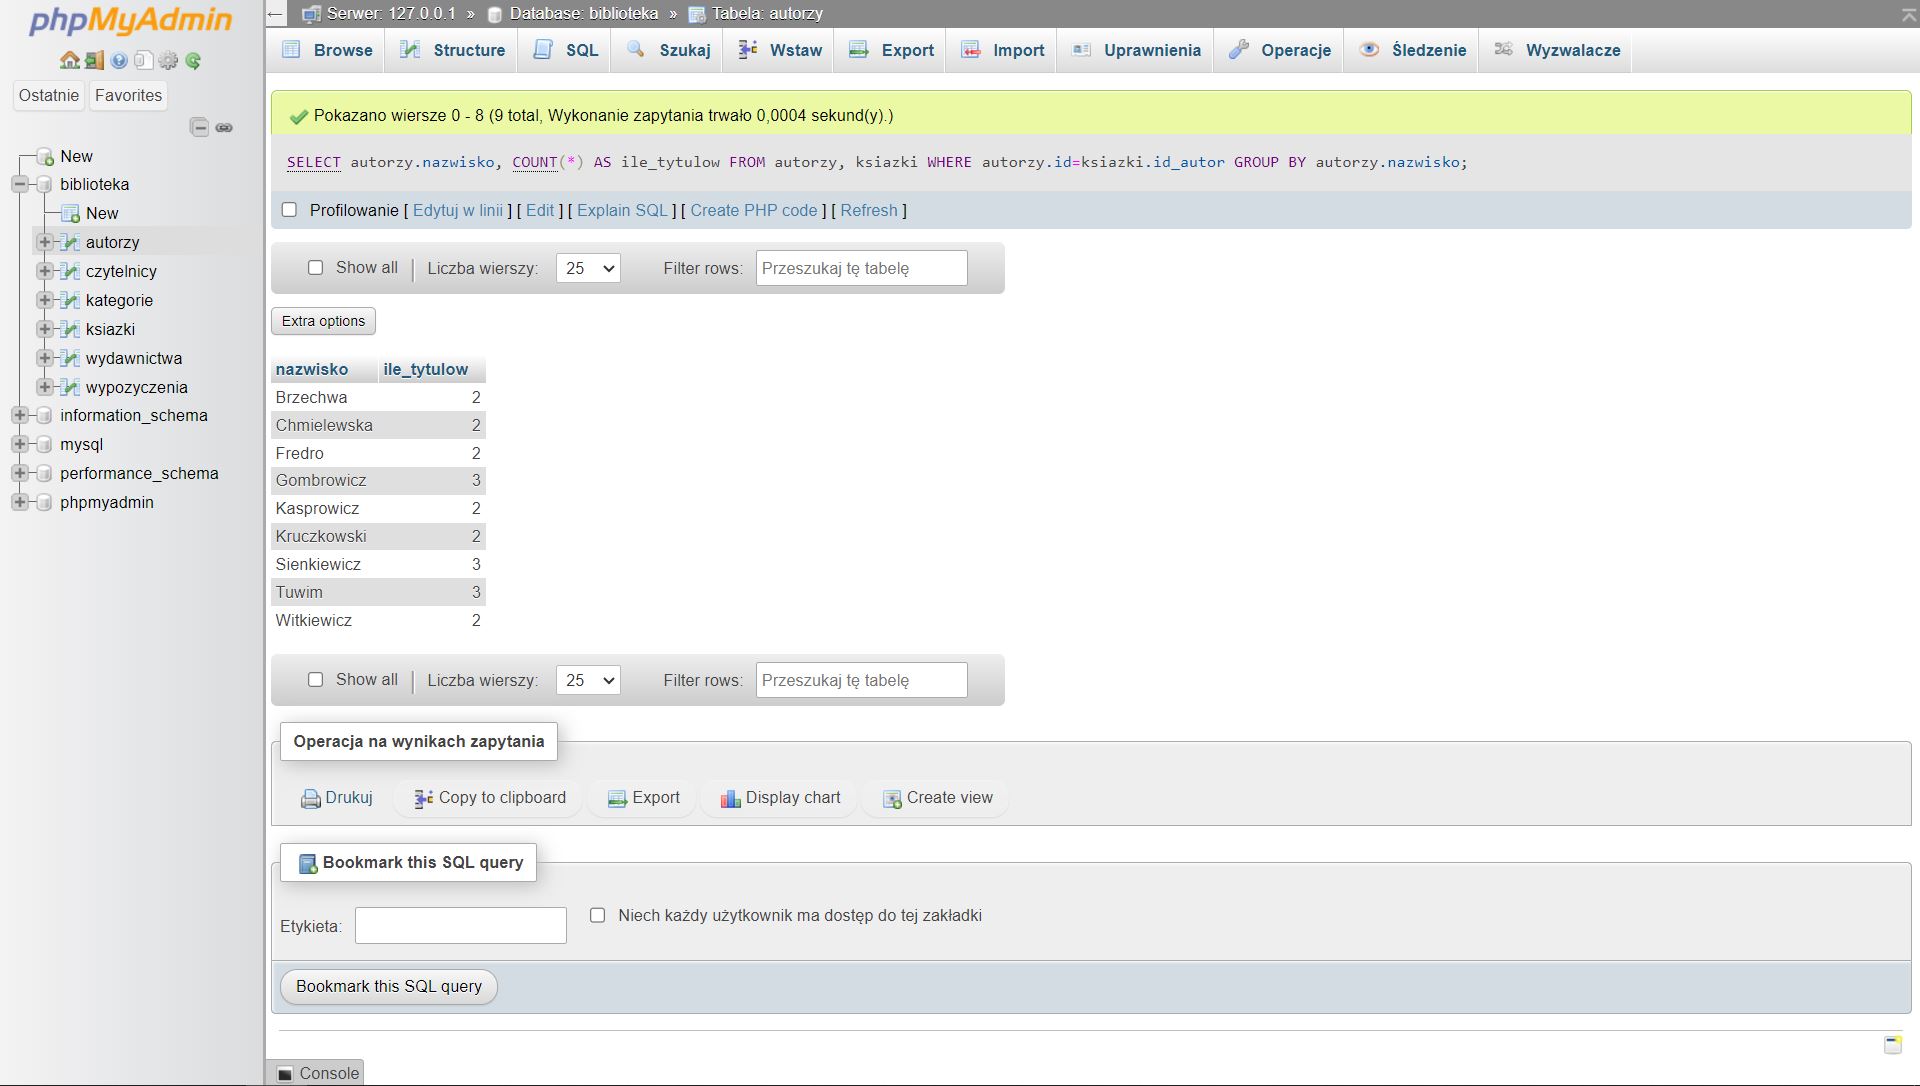 phpMyAdmin
Ostatnie Favorites
New
biblioteka
New
autorzy
czytelnicy
kategorie
ksiazki
wydawnictwa
wypozyczenia
information_schema
mysql
performance_schema
phpmyadmin
← Serwer: 127.0.0.1 » Database: biblioteka » Tabela: autorzy
Browse Structure SQL Szukaj Wstaw Export Import Uprawnienia Operacje Śledzenie Wyzwalacze
Pokazano wiersze 0 - 8 (9 total, Wykonanie zapytania trwało 0,0004 sekund(y).)
SELECT autorzy.nazwisko, COUNT(*) AS ile_tytulow FROM autorzy, ksiazki WHERE autorzy.id=ksiazki.id_autor GROUP BY autorzy.nazwisko;
Profilowanie [ Edytuj w linii ] [ Edit ] [ Explain SQL ] [ Create PHP code ] [ Refresh ]
Show all | Liczba wierszy: 25 Filter rows: Przeszukaj tę tabelę
Extra options
nazwisko ile_tytulow
Brzechwa 2
Chmielewska 2
Fredro 2
Gombrowicz 3
Kasprowicz 2
Kruczkowski 2
Sienkiewicz 3
Tuwim 3
Witkiewicz 2
Show all | Liczba wierszy: 25 Filter rows: Przeszukaj tę tabelę
Operacja na wynikach zapytania
Drukuj Copy to clipboard Export Display chart Create view
Bookmark this SQL query
Etykieta: Niech każdy użytkownik ma dostęp do tej zakładki
Bookmark this SQL query
Console